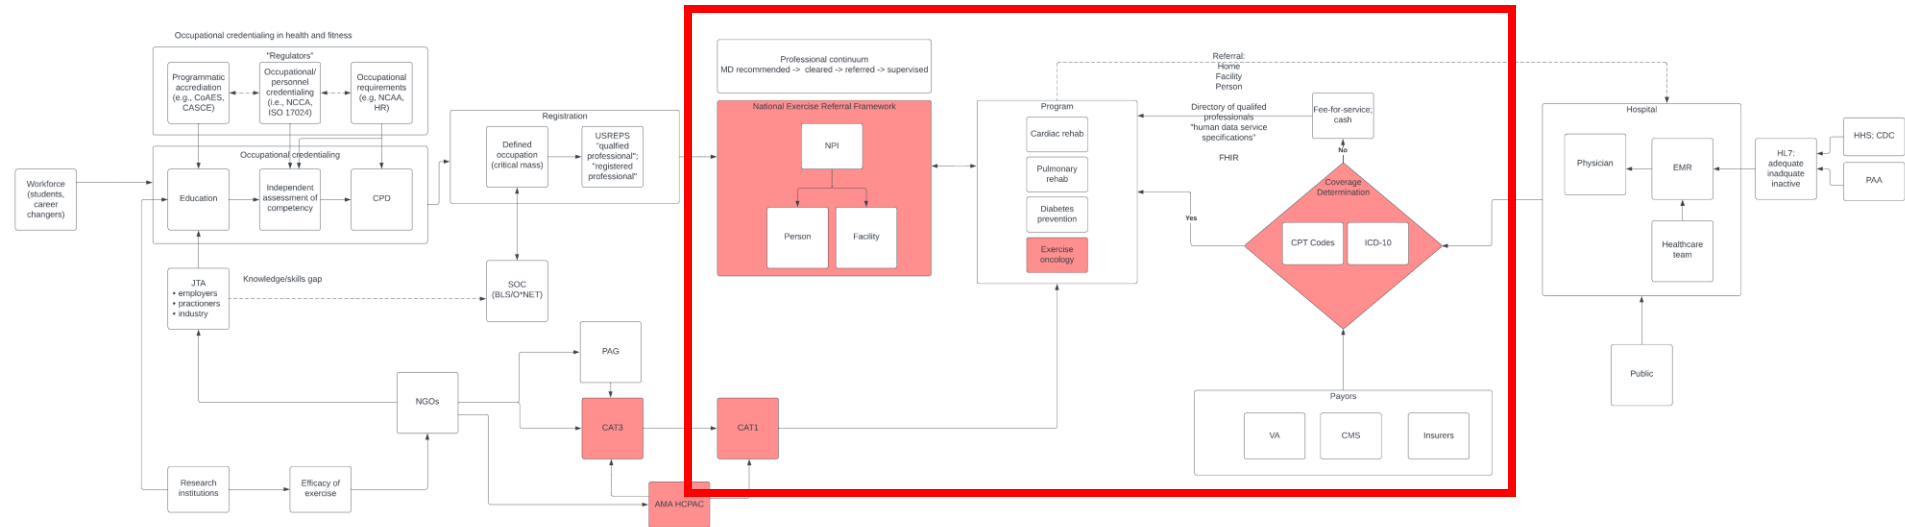 Occupational credentialing in health and fitness
"Regulators"
Programmatic
accrediation
(e.g., CoAES,
CASCE)
Occupational/
personnel
credentialing
(i.e., NCCA,
ISO 17024)
Occupational
requirements
(e.g, NCAA,
HR)
Occupational credentialing
Workforce
(students,
career
changers)
Education
Independent
assessment of
competency
CPD
JTA
• employers
• practioners
• industry
Knowledge/skills gap
Registration
Defined
occupation
(critical mass)
USREPS
"qualfied
professional";
"registered
professional"
SOC
(BLS/O*NET)
PAG
NGOs
CAT3
CAT1
Research
institutions
Efficacy of
exercise
AMA HCPAC
Professional continuum
MD recommended -> cleared -> referred -> supervised
National Exercise Referral Framework
NPI
Person
Facility
Program
Cardiac rehab
Pulmonary
rehab
Diabetes
prevention
Exercise
oncology
Referral:
Home
Facility
Person
Directory of qualifed
professionals
"human data service
specifications"
FHIR
Fee-for-service;
cash
No
Yes
Coverage
Determination
CPT Codes
ICD-10
Payors
VA
CMS
Insurers
Hospital
Physician
EMR
Healthcare
team
HL7:
adequate
inadquate
inactive
HHS; CDC
PAA
Public